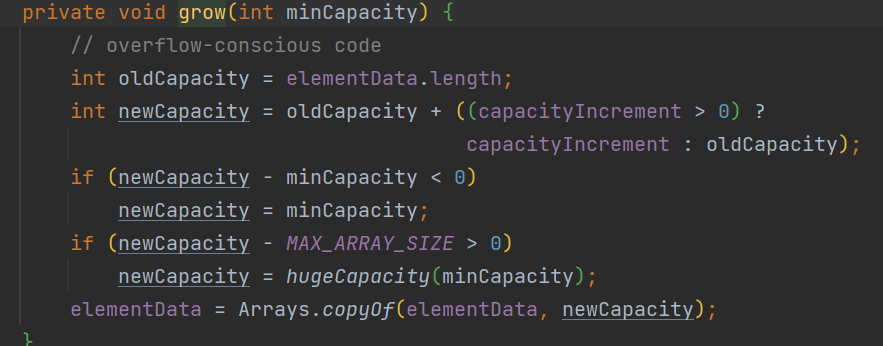 private void grow(int minCapacity) {
    // overflow-conscious code
    int oldCapacity = elementData.length;
    int newCapacity = oldCapacity + ((capacityIncrement > 0) ?
                                     capacityIncrement : oldCapacity);
    if (newCapacity - minCapacity < 0)
        newCapacity = minCapacity;
    if (newCapacity - MAX_ARRAY_SIZE > 0)
        newCapacity = hugeCapacity(minCapacity);
    elementData = Arrays.copyOf(elementData, newCapacity);
}